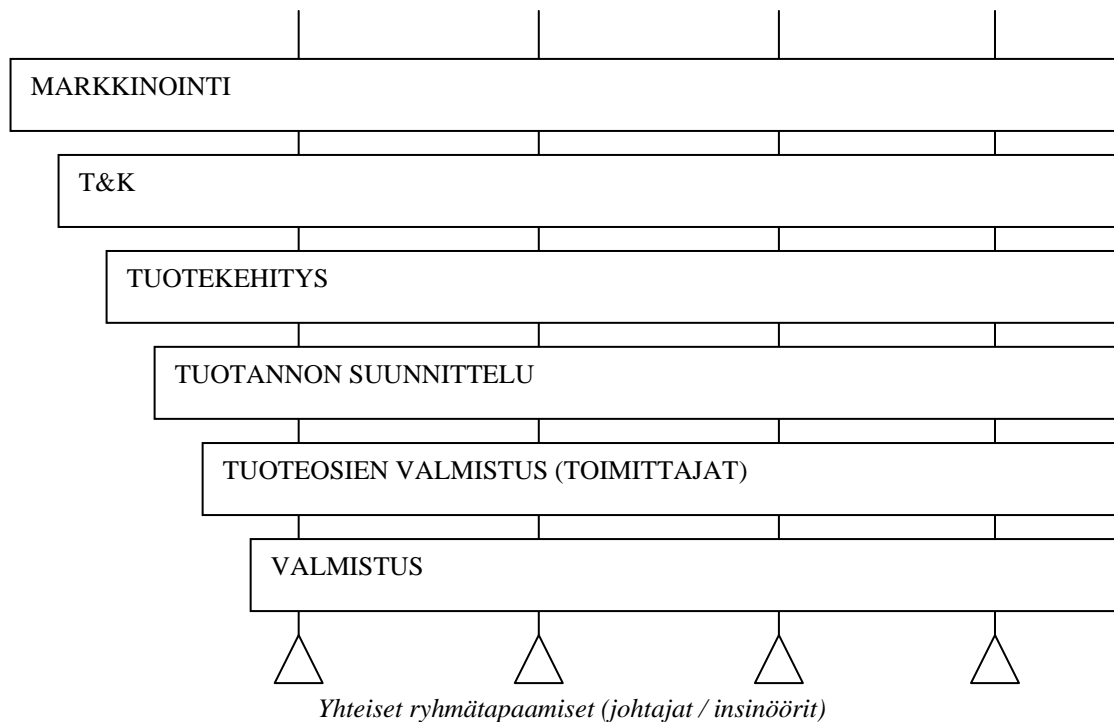 MARKKINOINTI
T&K
TUOTEKEHITYS
TUOTANNON SUUNNITTELU
TUOTEOSIEN VALMISTUS (TOIMITTAJAT)
VALMISTUS
Yhteiset ryhmätapaamiset (johtajat / insinöörit)